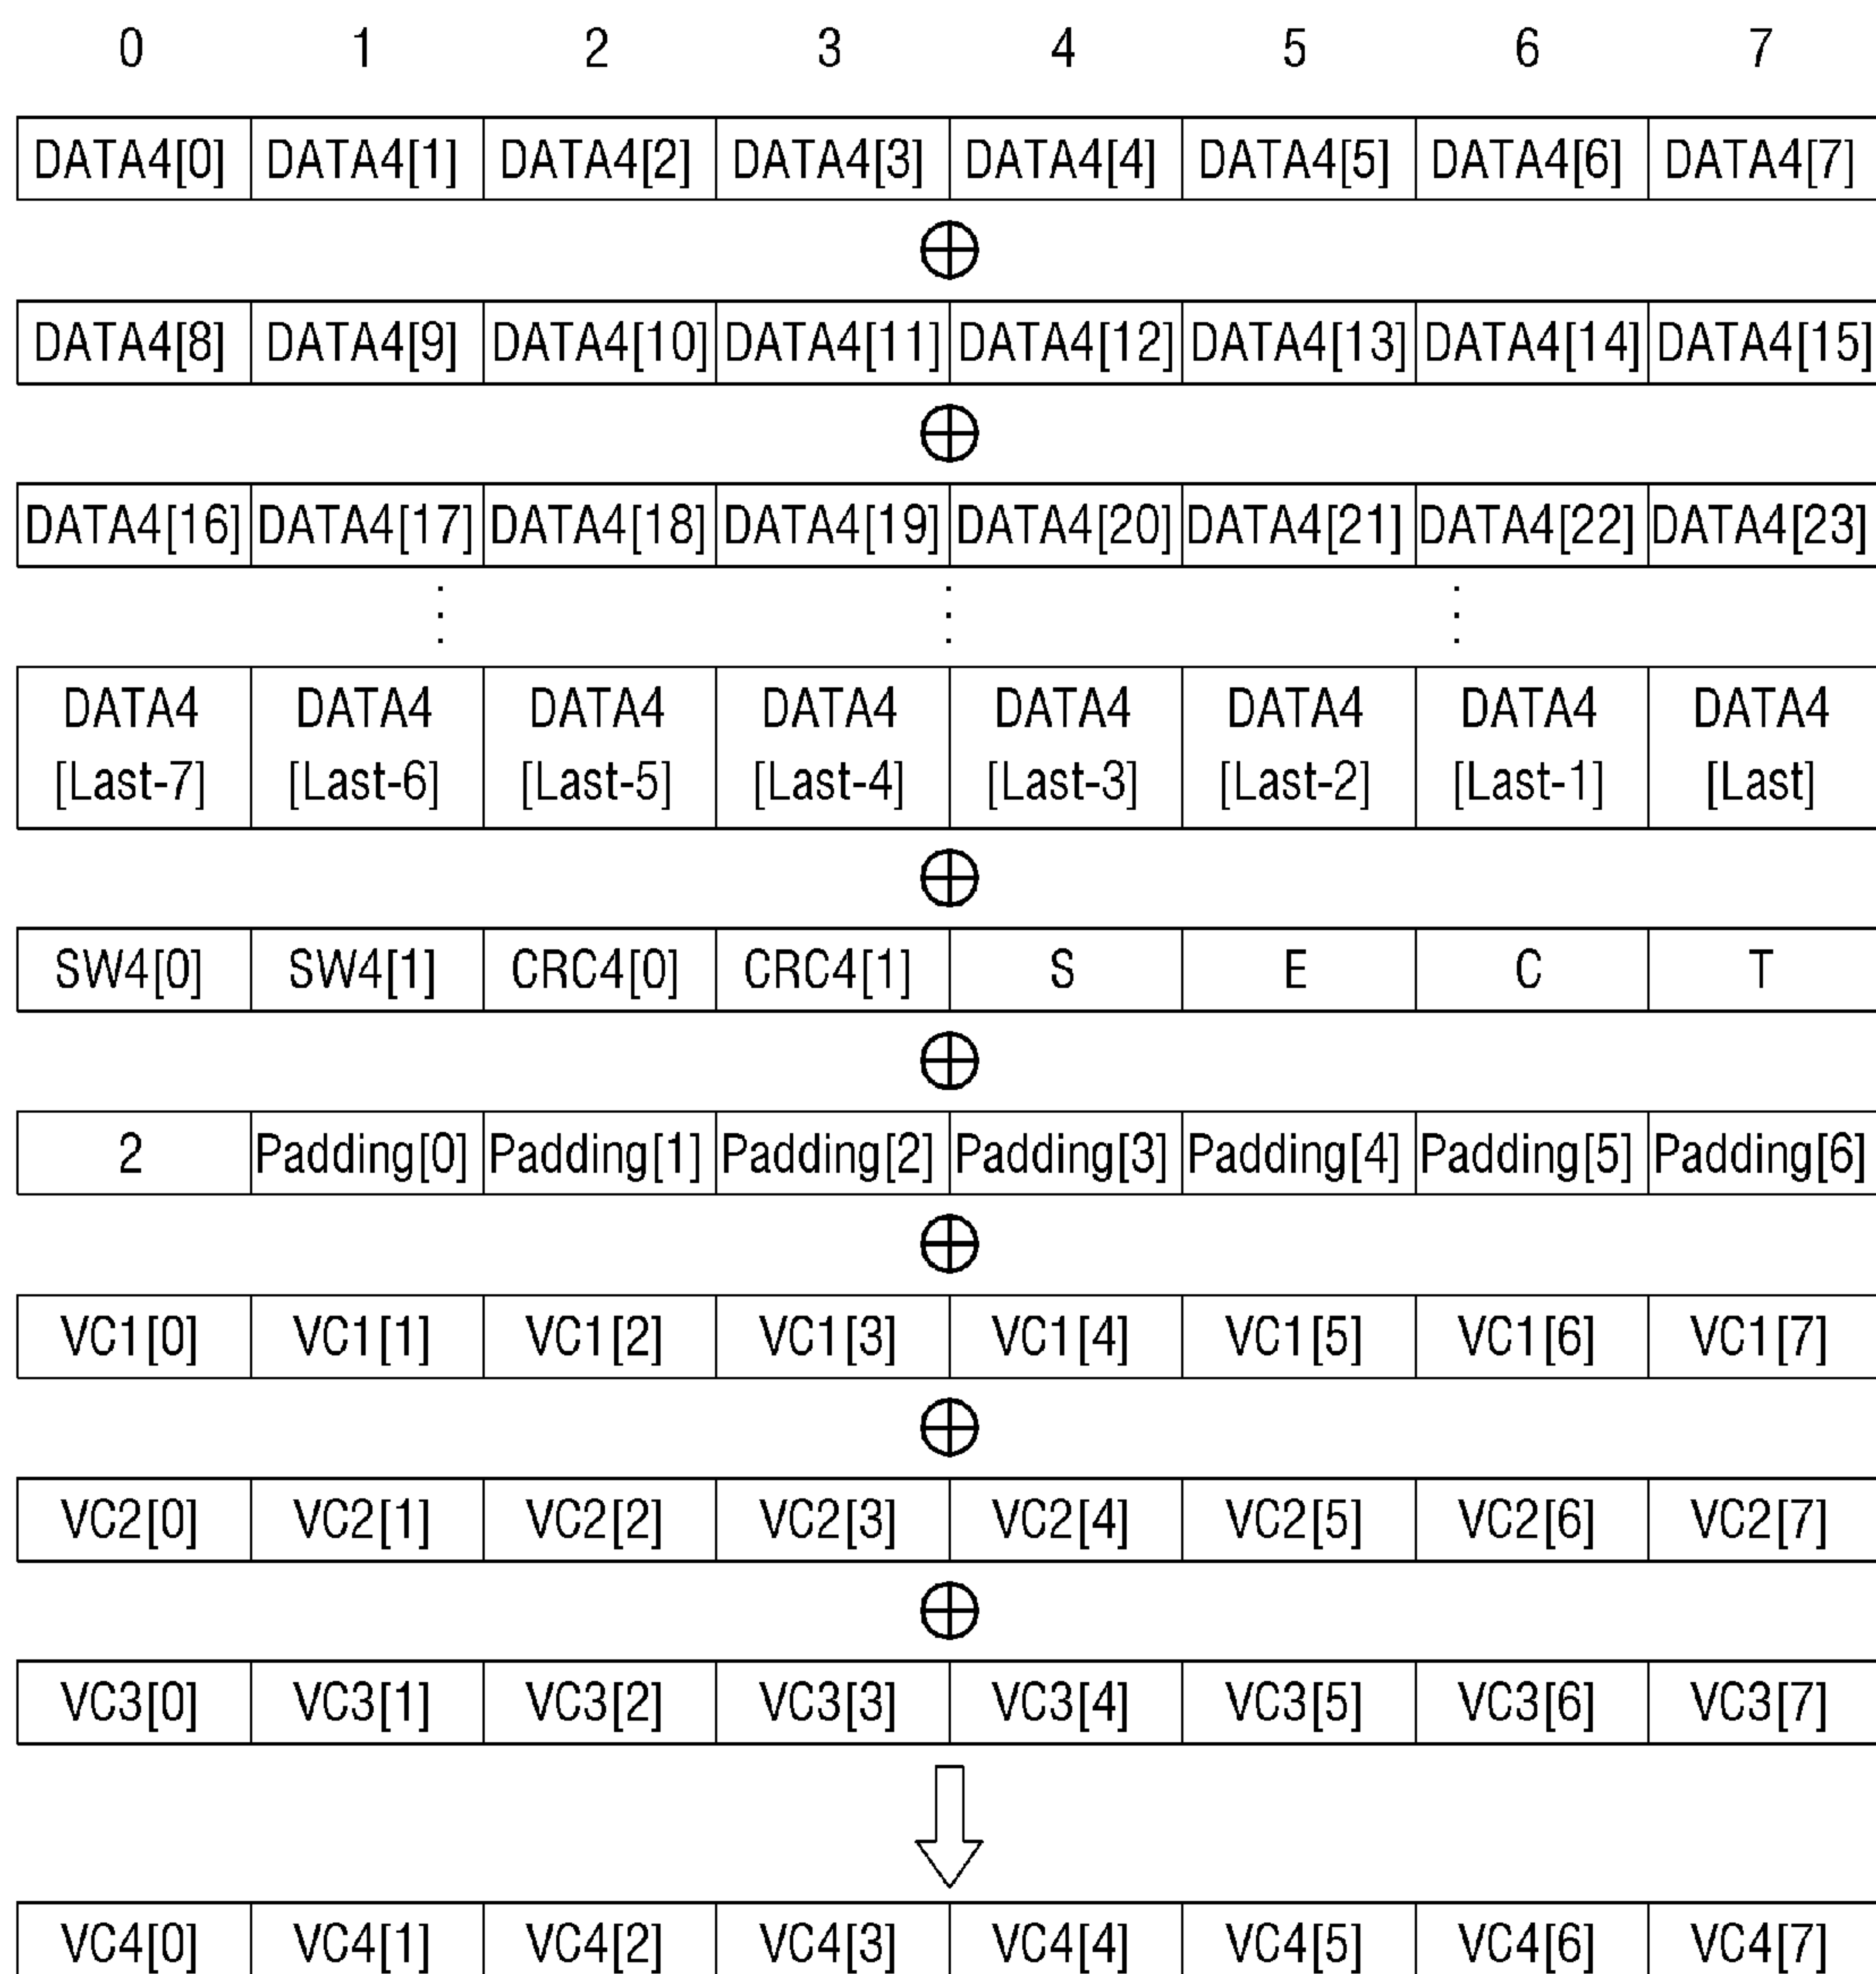 0 1 2 3 4 5 6 7
DATA4[0] DATA4[1] DATA4[2] DATA4[3] DATA4[4] DATA4[5] DATA4[6] DATA4[7]
DATA4[8] DATA4[9] DATA4[10] DATA4[11] DATA4[12] DATA4[13] DATA4[14] DATA4[15]
DATA4[16] DATA4[17] DATA4[18] DATA4[19] DATA4[20] DATA4[21] DATA4[22] DATA4[23]
DATA4 DATA4 DATA4 DATA4 DATA4 DATA4 DATA4 DATA4
[Last-7] [Last-6] [Last-5] [Last-4] [Last-3] [Last-2] [Last-1] [Last]
SW4[0] SW4[1] CRC4[0] CRC4[1] S E C T
2 Padding[0] Padding[1] Padding[2] Padding[3] Padding[4] Padding[5] Padding[6]
VC1[0] VC1[1] VC1[2] VC1[3] VC1[4] VC1[5] VC1[6] VC1[7]
VC2[0] VC2[1] VC2[2] VC2[3] VC2[4] VC2[5] VC2[6] VC2[7]
VC3[0] VC3[1] VC3[2] VC3[3] VC3[4] VC3[5] VC3[6] VC3[7]
VC4[0] VC4[1] VC4[2] VC4[3] VC4[4] VC4[5] VC4[6] VC4[7]